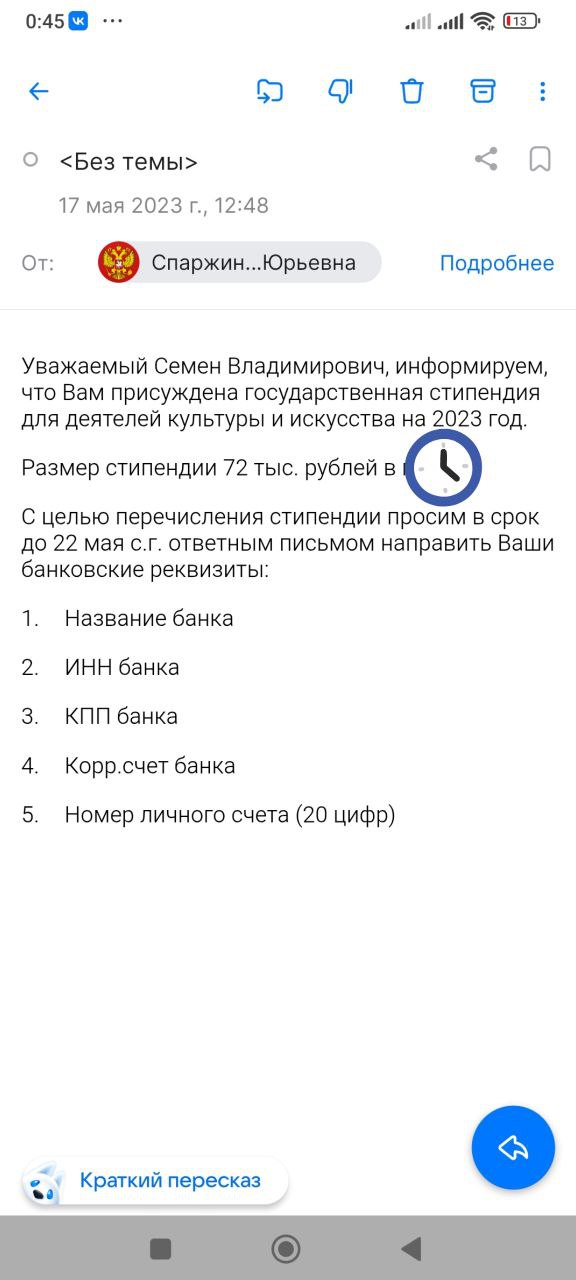 0:45
13
<Без темы>
17 мая 2023 г., 12:48
От: Спаржин...Юрьевна Подробнее
Уважаемый Семен Владимирович, информируем,
что Вам присуждена государственная стипендия
для деятелей культуры и искусства на 2023 год.
Размер стипендии 72 тыс. рублей в
С целью перечисления стипендии просим в срок
до 22 мая с.г. ответным письмом направить Ваши
банковские реквизиты:
1. Название банка
2. ИНН банка
3. КПП банка
4. Корр.счет банка
5. Номер личного счета (20 цифр)
Краткий пересказ